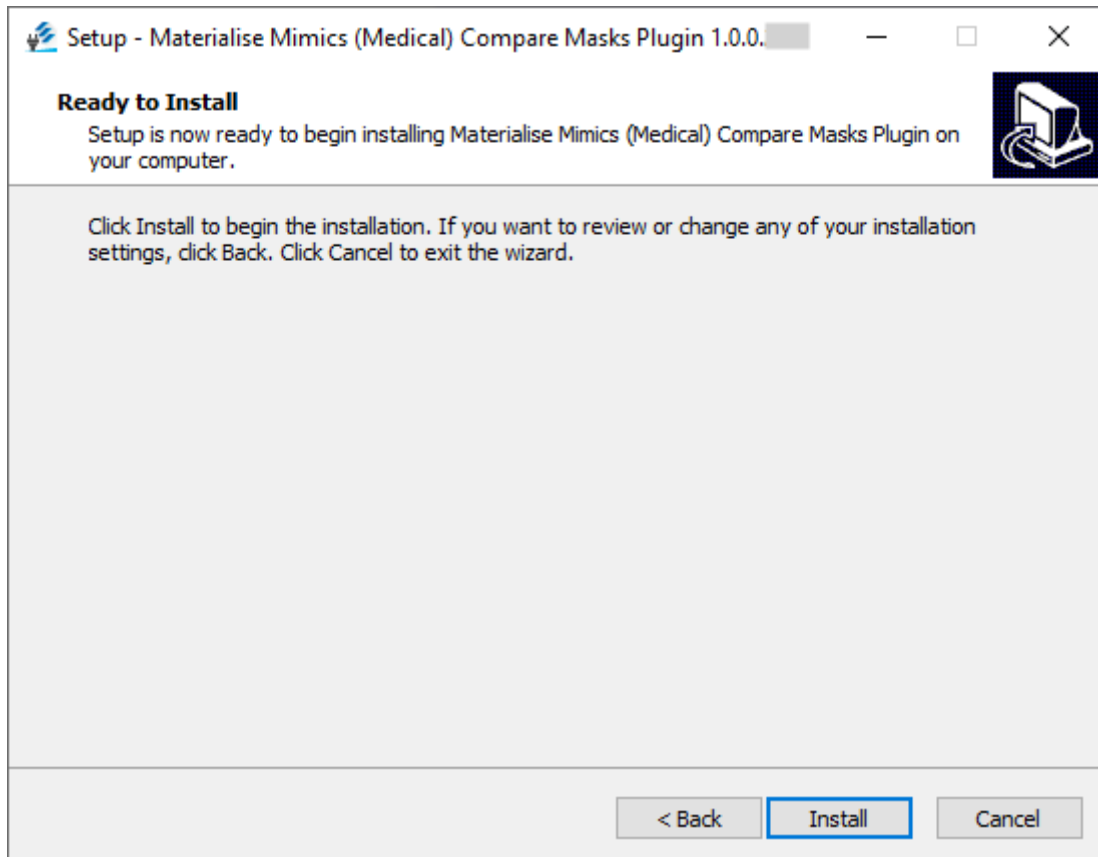 Setup - Materialise Mimics (Medical) Compare Masks Plugin 1.0.0.
Ready to Install
Setup is now ready to begin installing Materialise Mimics (Medical) Compare Masks Plugin on
your computer.
Click Install to begin the installation. If you want to review or change any of your installation
settings, click Back. Click Cancel to exit the wizard.
< Back
Install
Cancel